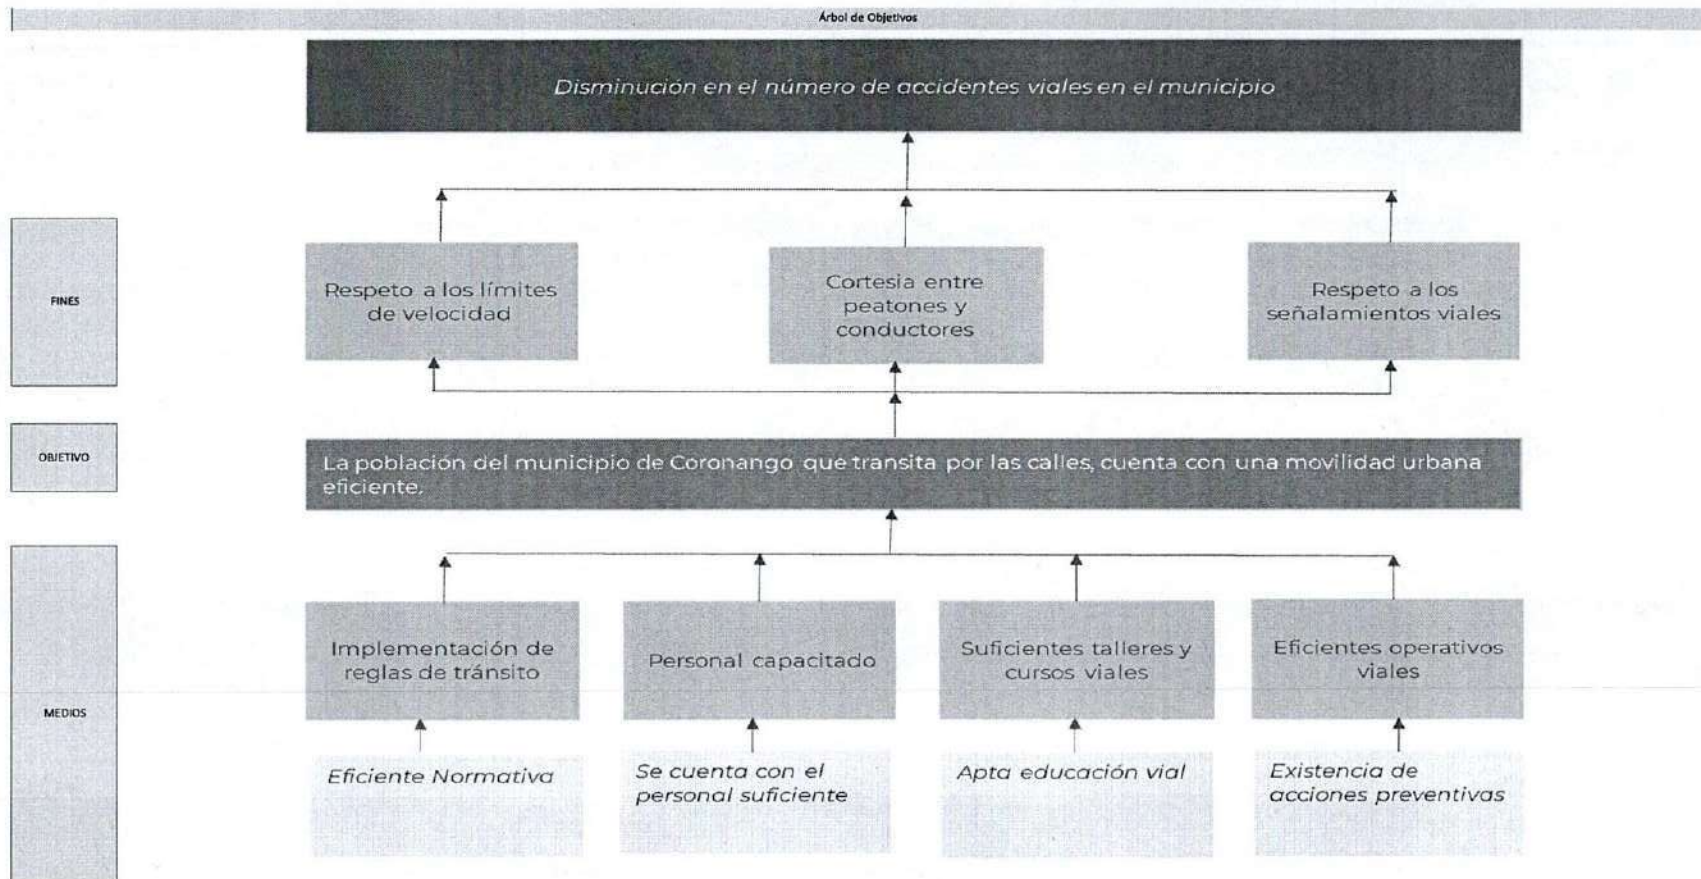 Árbol de Objetivos
Disminución en el número de accidentes viales en el municipio
FINES
Respeto a los límites
de velocidad
Cortesia entre
peatones y
conductores
Respeto a los
señalamientos viales
OBJETIVO
La población del municipio de Coronango que transita por las calles, cuenta con una movilidad urbana
eficiente.
MEDIOS
Implementación de
reglas de tránsito
Personal capacitado
Suficientes talleres y
cursos viales
Eficientes operativos
viales
Eficiente Normativa
Se cuenta con el
personal suficiente
Apta educación vial
Existencia de
acciones preventivas